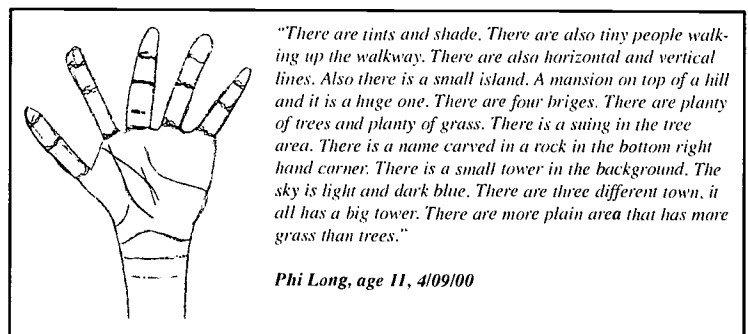 “There are tints and shade. There are also tiny people walk-
ing up the walkway. There are also horizontal and vertical
lines. Also there is a small island. A mansion on top of a hill
and it is a huge one. There are four briges. There are planty
of trees and planty of grass. There is a suing in the tree
area. There is a name carved in a rock in the bottom right
hand corner. There is a small tower in the background. The
sky is light and dark blue. There are three different town, it
all has a big tower. There are more plain area that has more
grass than trees.“
Phi Long, age 11, 4/09/00